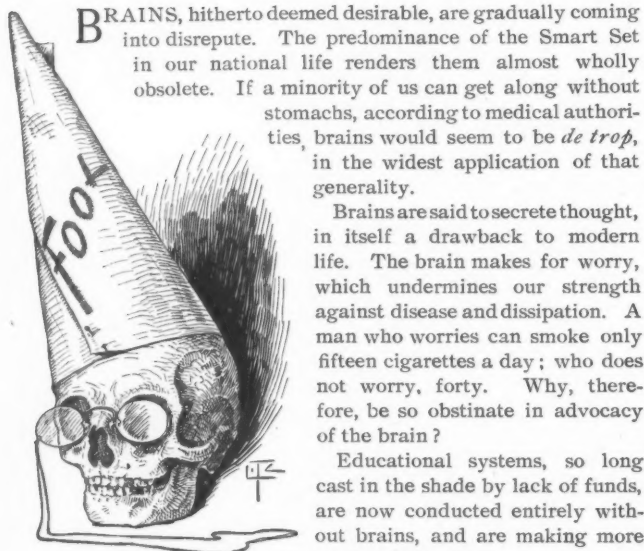 BRAINS, hitherto deemed desirable, are gradually coming
into disrepute. The predominance of the Smart Set
in our national life renders them almost wholly
obsolete. If a minority of us can get along without
stomachs, according to medical authori-
ties, brains would seem to be de trop,
in the widest application of that
generality.
Brains are said to secrete thought,
in itself a drawback to modern
life. The brain makes for worry,
which undermines our strength
against disease and dissipation. A
man who worries can smoke only
fifteen cigarettes a day; who does
not worry, forty. Why, there-
fore, be so obstinate in advocacy
of the brain?
Educational systems, so long
cast in the shade by lack of funds,
are now conducted entirely with-
out brains, and are making more
FOOL